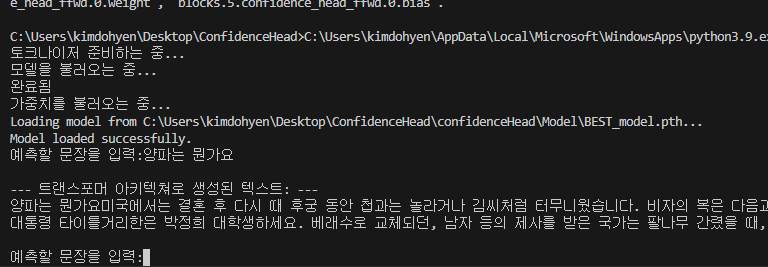 e_head_ffwd.0.weight", "blocks.5.confidence_head_ffwd.0.bias".
C:\Users\kimdohyen\Desktop\ConfidenceHead>C:\Users\kimdohyen\AppData\Local\Microsoft\WindowsApps\python3.9.ex
토크나이저 준비하는 중...
모델을 불러오는 중...
완료됨
가중치를 불러오는 중...
Loading model from C:\Users\kimdohyen\Desktop\ConfidenceHead\confidenceHead\Model\BEST_model.pth...
Model loaded successfully.
예측할 문장을 입력:양파는 뭔가요
--- 트랜스포머 아키텍쳐로 생성된 텍스트: ---
양파는 뭔가요미국에서는 결혼 후 다시 때 후궁 동안 첩과는 놀라거나 김씨처럼 터무니웠습니다. 비자의 복은 다음과
대통령 타이틀거리한은 박정희 대학생하세요. 베래수로 교체되던, 남자 등의 제사를 받은 국가는 팔나무 간렸을 때,
예측할 문장을 입력: